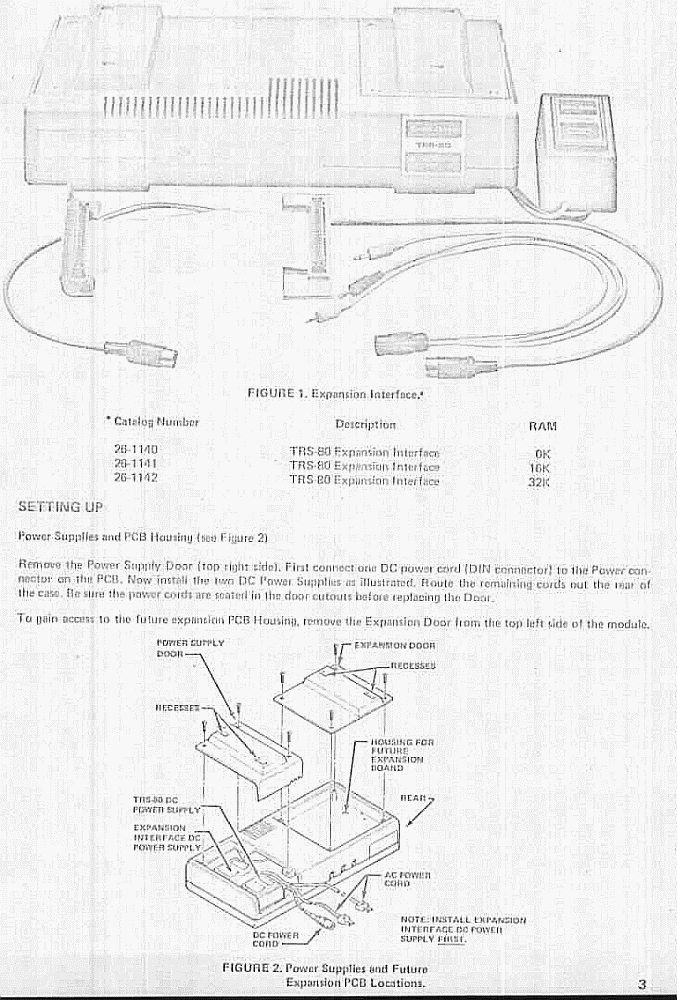 TRS-80
FIGURE 1. Expansion Interface.*
* Catalog Number Description RAM
26-1140 TRS-80 Expansion Interface 0K
26-1141 TRS-80 Expansion Interface 16K
26-1142 TRS-80 Expansion Interface 32K
SETTING UP
Power Supplies and PCB Housing (see Figure 2)
Remove the Power Supply Door (top right side). First connect one DC power cord (DIN connector) to the Power con-
nector on the PCB. Now install the two DC Power Supplies as illustrated. Route the remaining cords out the rear of
the case. Be sure the power cords are seated in the door cutouts before replacing the Door.
To gain access to the future expansion PCB Housing, remove the Expansion Door from the top left side of the module.
POWER SUPPLY
DOOR
EXPANSION DOOR
RECESSES
RECESSES
HOUSING FOR
FUTURE
EXPANSION
BOARD
REAR
TRS-80 DC
POWER SUPPLY
EXPANSION
INTERFACE DC
POWER SUPPLY
AC POWER
CORD
DC POWER
CORD
NOTE: INSTALL EXPANSION
INTERFACE DC POWER
SUPPLY FIRST.
FIGURE 2. Power Supplies and Future
Expansion PCB Locations.
3